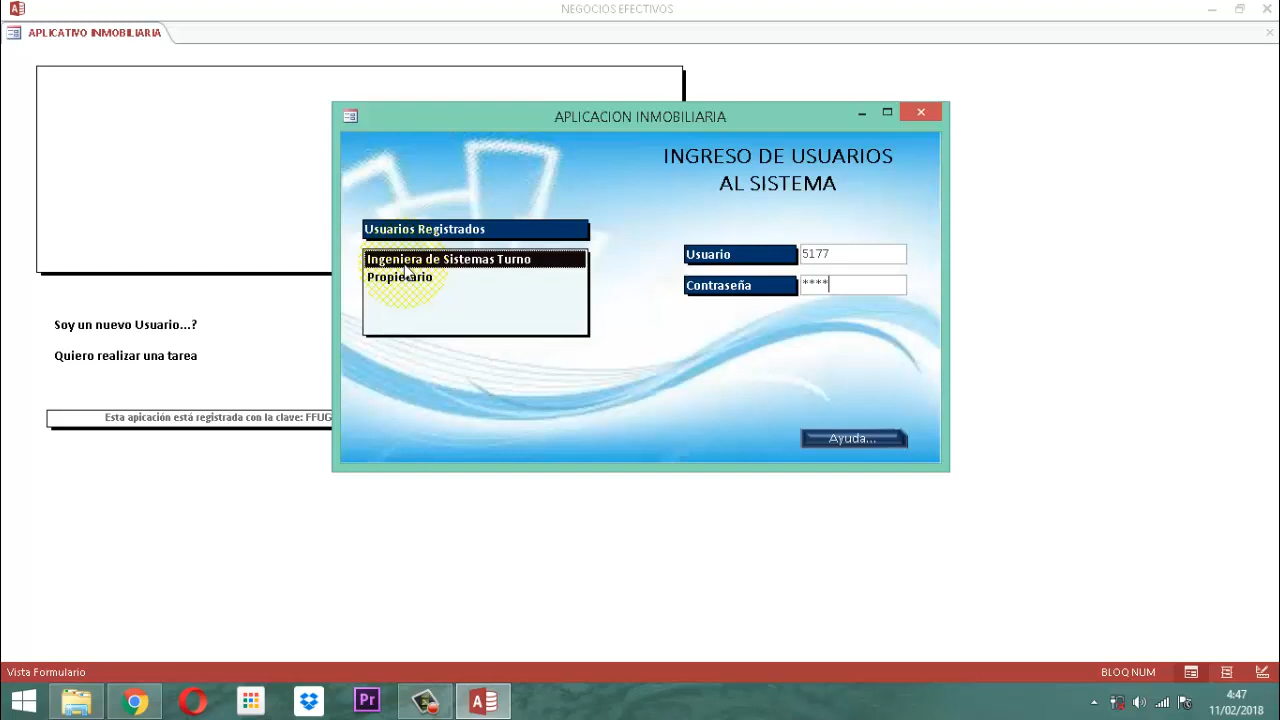 NEGOCIOS EFECTIVOS
APLICATIVO INMOBILIARIA
APLICACION INMOBILIARIA
INGRESO DE USUARIOS
AL SISTEMA
Usuarios Registrados
Ingeniera de Sistemas Turno
Propietario
Usuario 5177
Contraseña ****
Soy un nuevo Usuario...?
Quiero realizar una tarea
Esta apicación está registrada con la clave: FFUG
Ayuda...
Vista Formulario
BLOQ NUM
Pr
4:47
11/02/2018